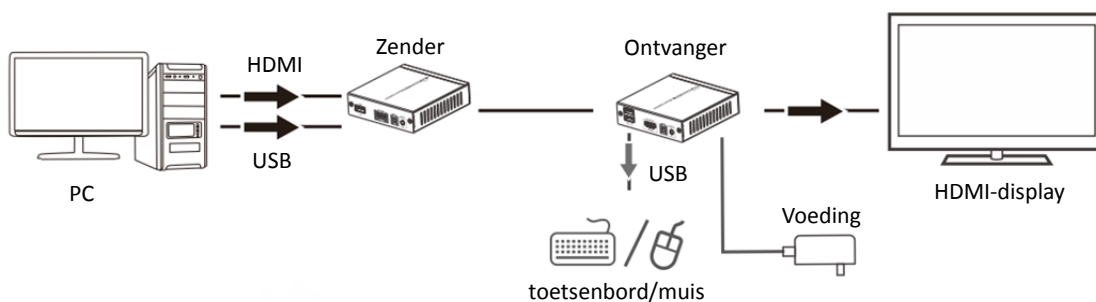 Zender
Ontvanger
HDMI
USB
USB
PC
HDMI-display
Voeding
toetsenbord/muis